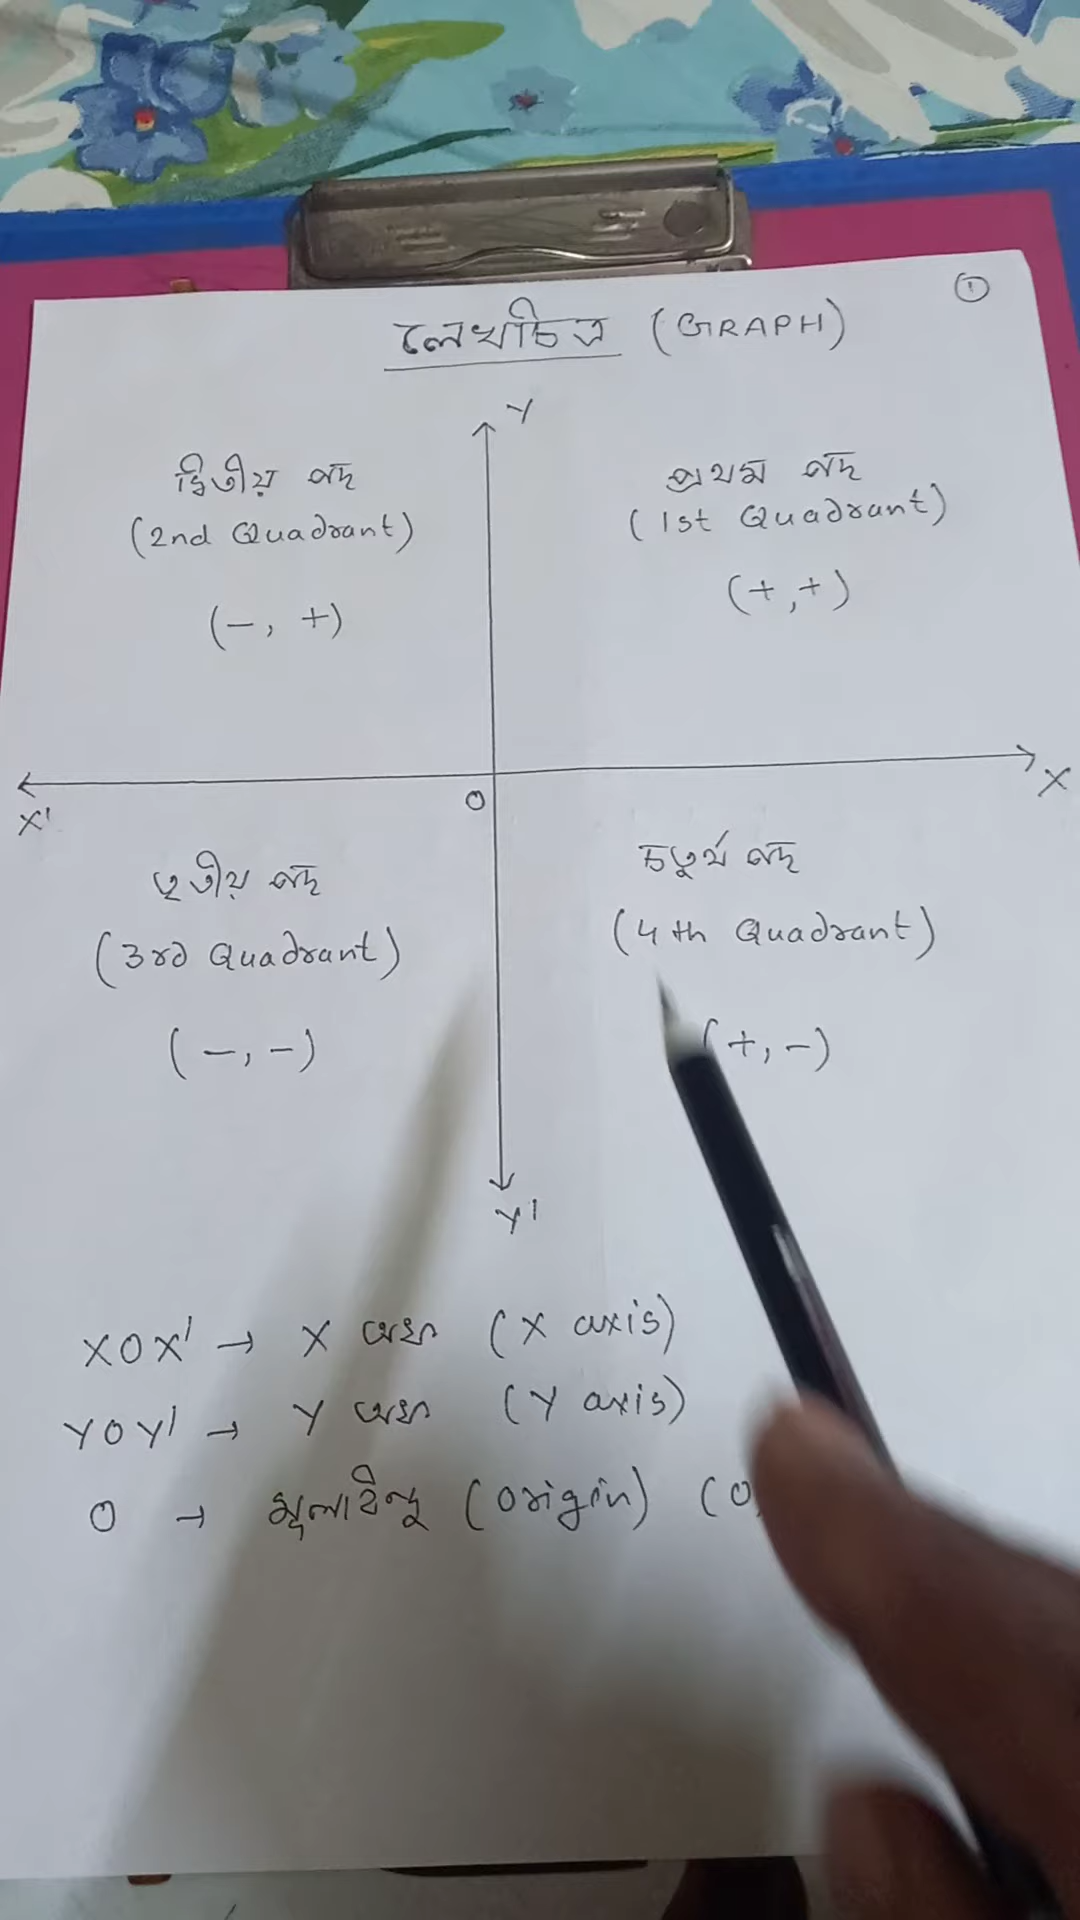 ①
লেখচিত্র (GRAPH)
Y
দ্বিতীয় পাদ
(2nd Quadrant)
(-, +)
প্রথম পাদ
(1st Quadrant)
(+,+)
X'
O
X
তৃতীয় পাদ
(3rd Quadrant)
(-,-)
চতুর্থ পাদ
(4th Quadrant)
(+,-)
Y'
XOX' → X অক্ষ (X axis)
YOY' → Y অক্ষ (Y axis)
O → মূলবিন্দু (origin) (0,